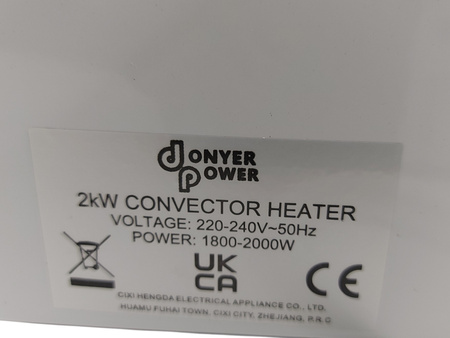 dONYER
POWER
2kW CONVECTOR HEATER
VOLTAGE: 220-240V~50Hz
POWER: 1800-2000W
UK
CA
CE
CIXI HENGDA ELECTRICAL APPLIANCE CO., LTD.
HUAMU FUHAI TOWN, CIXI CITY, ZHEJIANG, P.R.C